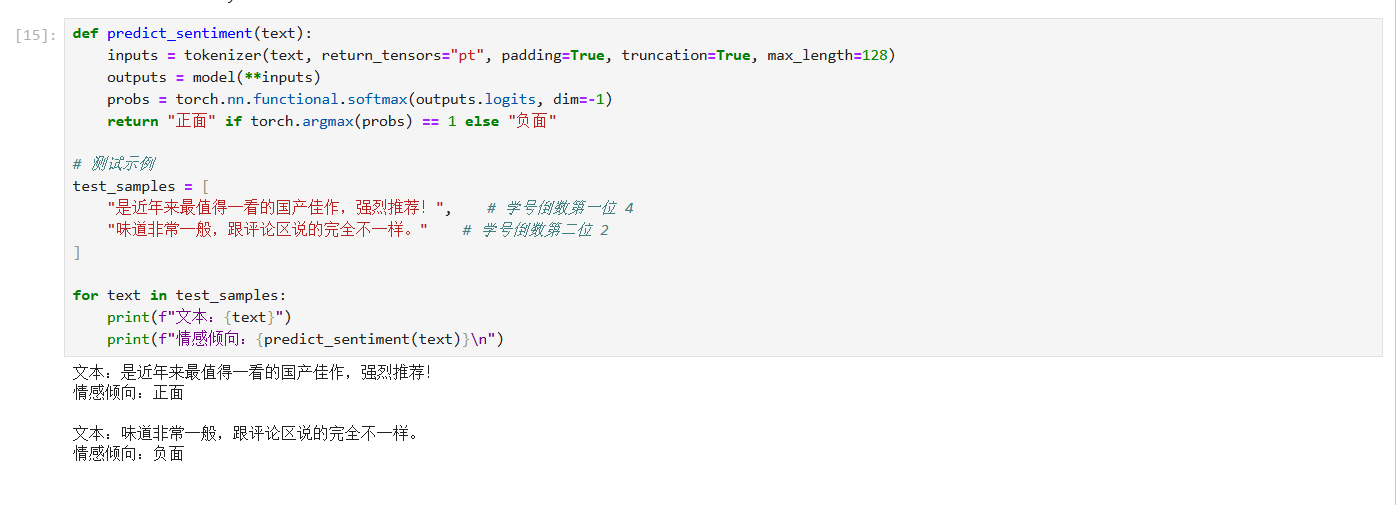 [15]:
def predict_sentiment(text):
    inputs = tokenizer(text, return_tensors="pt", padding=True, truncation=True, max_length=128)
    outputs = model(**inputs)
    probs = torch.nn.functional.softmax(outputs.logits, dim=-1)
    return "正面" if torch.argmax(probs) == 1 else "负面"

# 测试示例
test_samples = [
    "是近年来最值得一看的国产佳作，强烈推荐！",    # 学号倒数第一位 4
    "味道非常一般，跟评论区说的完全不一样。"    # 学号倒数第二位 2
]

for text in test_samples:
    print(f"文本：{text}")
    print(f"情感倾向：{predict_sentiment(text)}\n")
文本：是近年来最值得一看的国产佳作，强烈推荐！
情感倾向：正面

文本：味道非常一般，跟评论区说的完全不一样。
情感倾向：负面